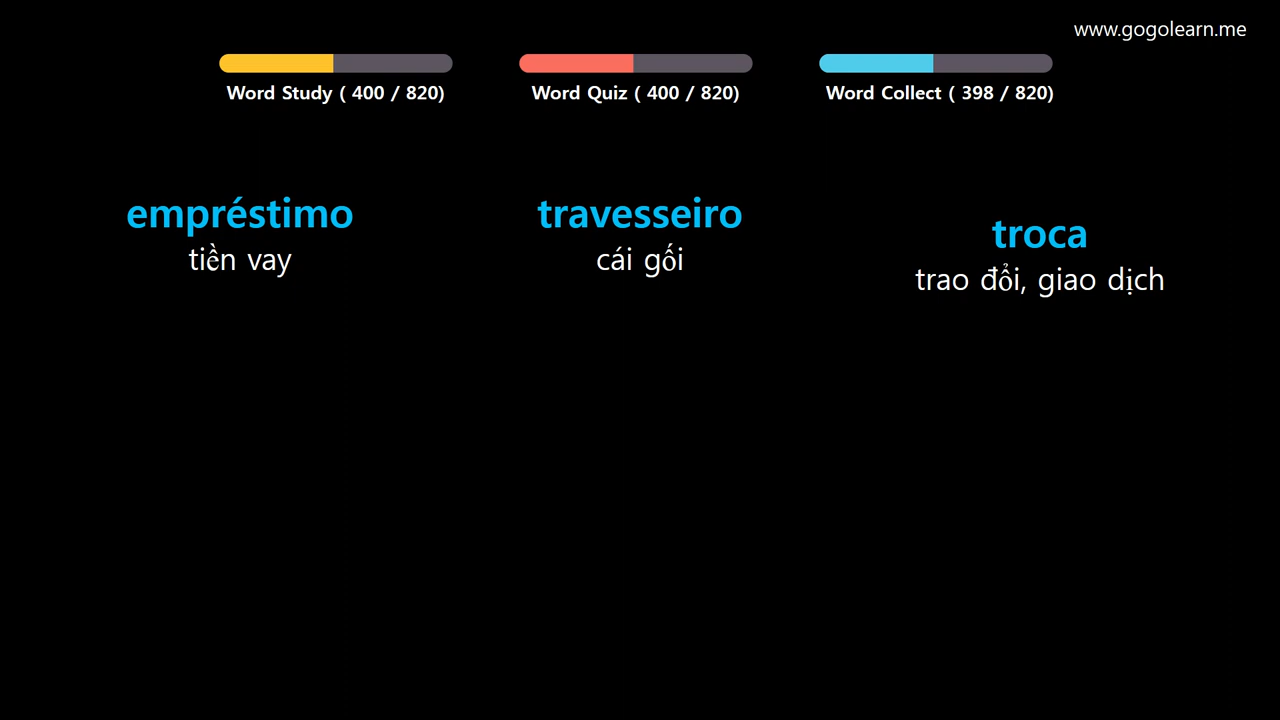 www.gogolearn.me
Word Study ( 400 / 820)
Word Quiz ( 400 / 820)
Word Collect ( 398 / 820)
empréstimo
tiền vay
travesseiro
cái gối
troca
trao đổi, giao dịch